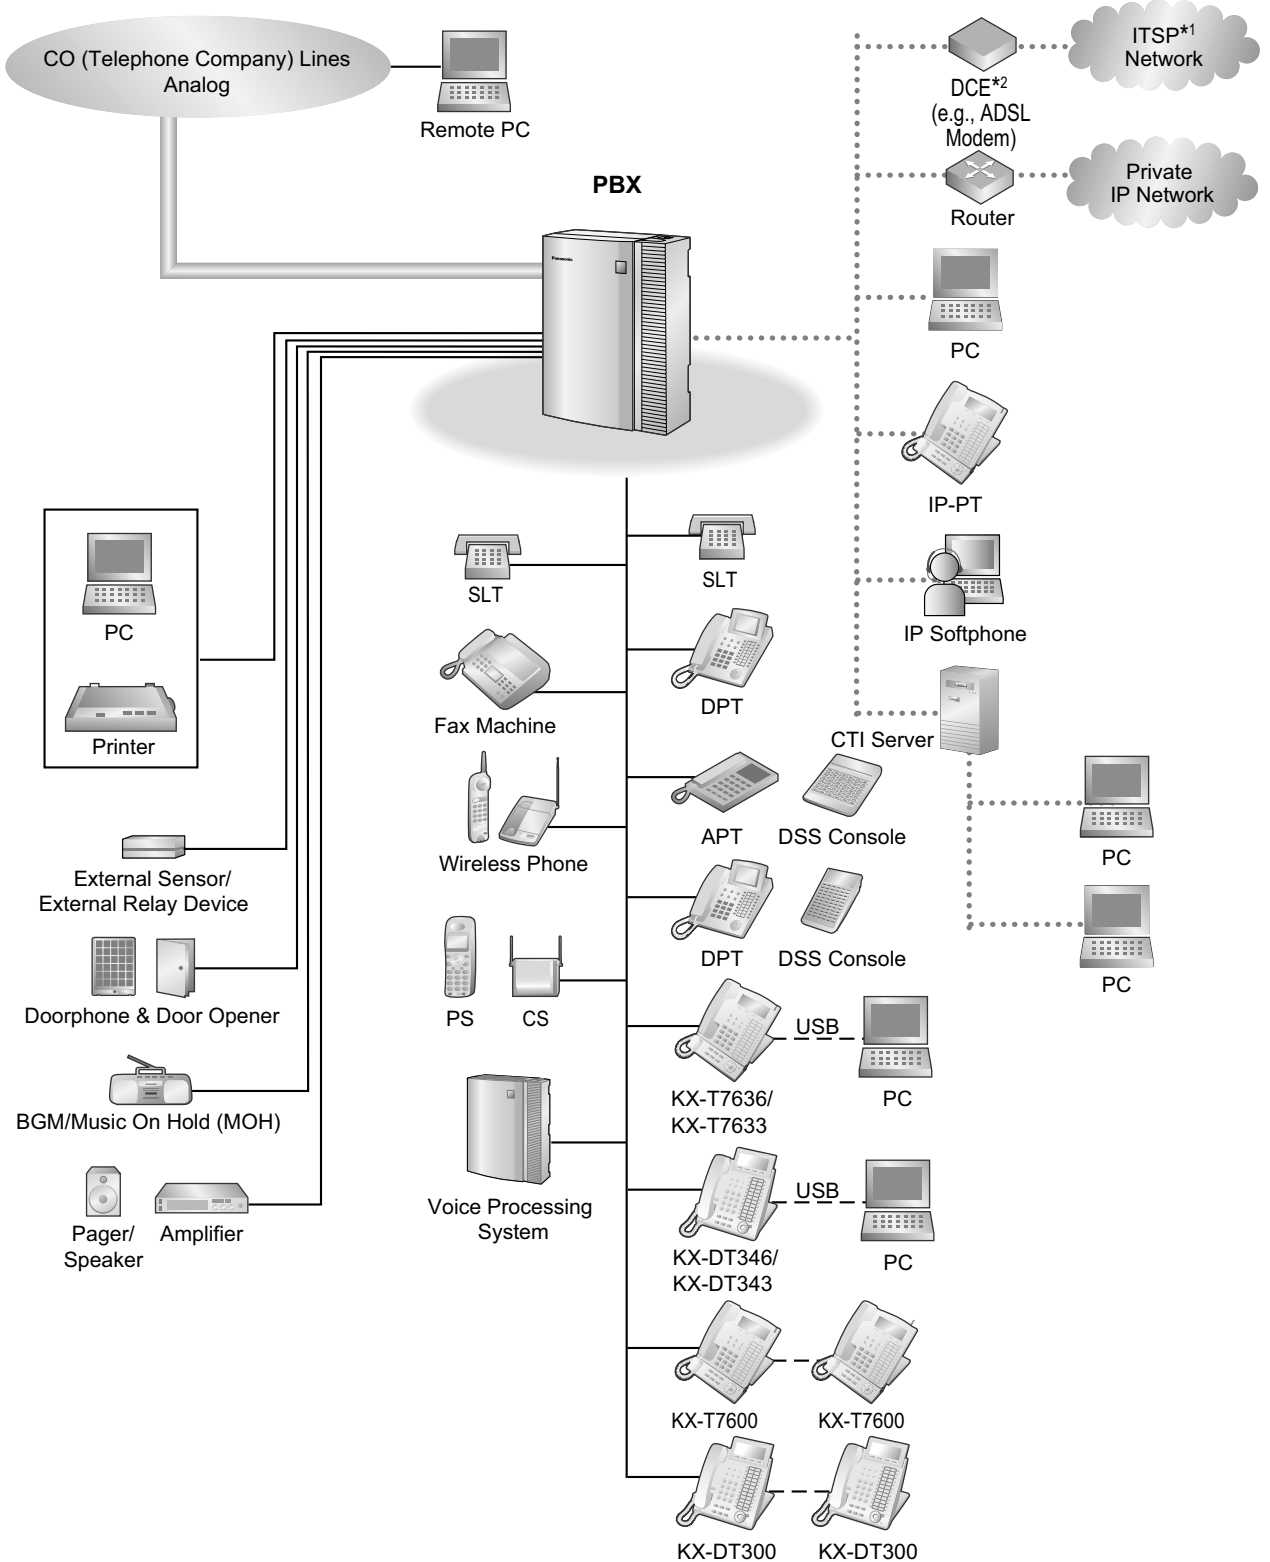 CO (Telephone Company) Lines
Analog
Remote PC
PBX
Panasonic
DCE*2
(e.g., ADSL
Modem)
ITSP*1
Network
Router
Private
IP Network
PC
IP-PT
IP Softphone
CTI Server
PC
PC
PC
Printer
External Sensor/
External Relay Device
Doorphone & Door Opener
BGM/Music On Hold (MOH)
Pager/
Speaker
Amplifier
SLT
Fax Machine
Wireless Phone
PS
CS
Voice Processing
System
SLT
DPT
APT
DSS Console
DPT
DSS Console
USB
KX-T7636/
KX-T7633
PC
USB
KX-DT346/
KX-DT343
PC
KX-T7600
KX-T7600
KX-DT300
KX-DT300